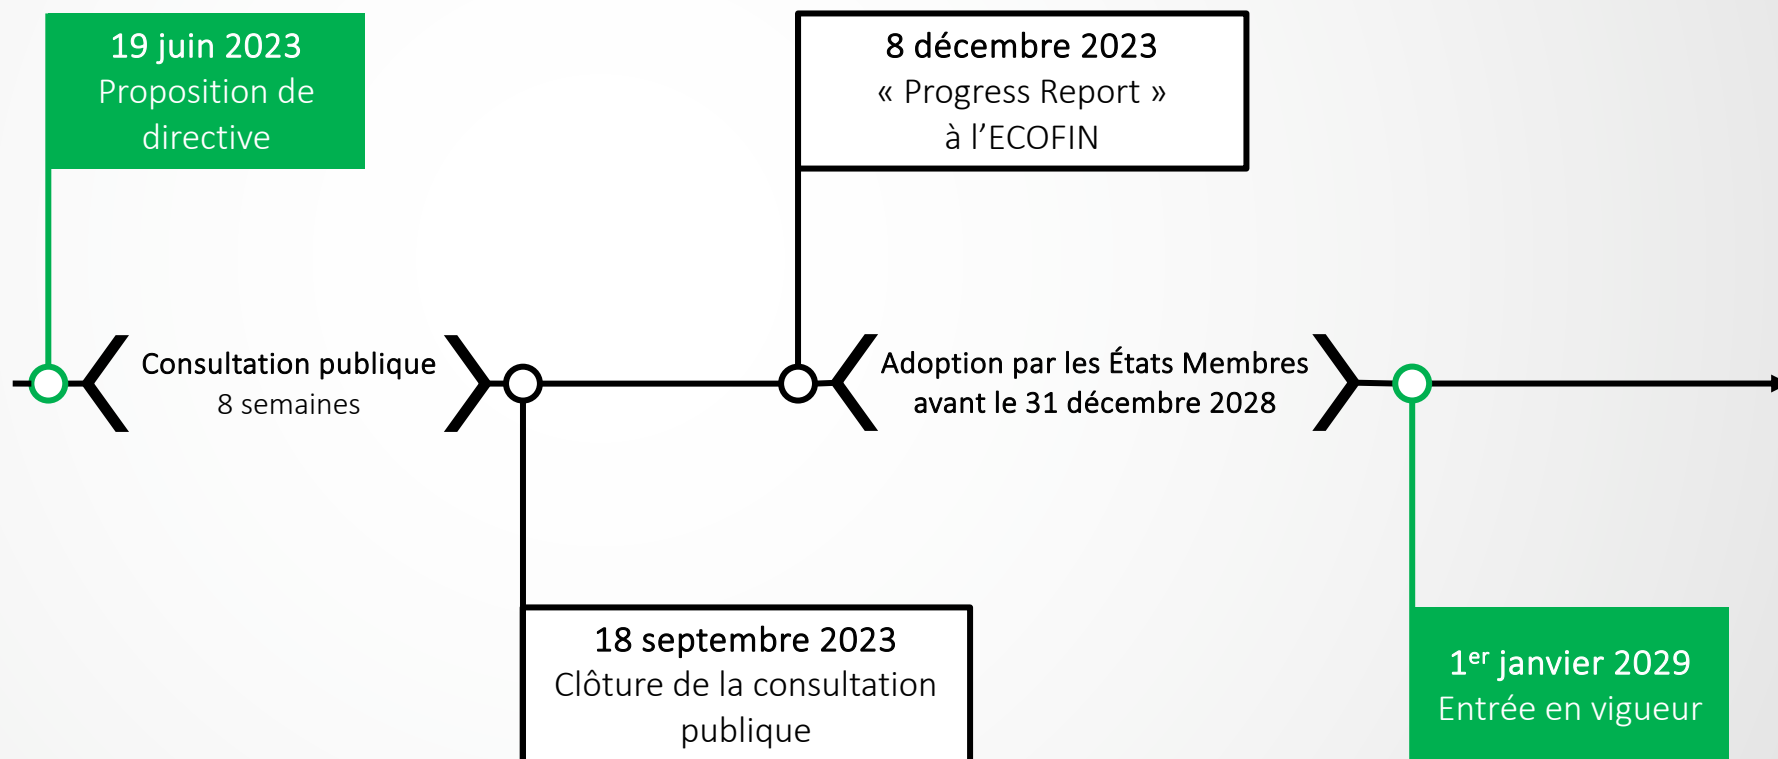 19 juin 2023
Proposition de
directive
8 décembre 2023
« Progress Report »
à l’ECOFIN
Consultation publique
8 semaines
Adoption par les États Membres
avant le 31 décembre 2028
18 septembre 2023
Clôture de la consultation
publique
1er janvier 2029
Entrée en vigueur